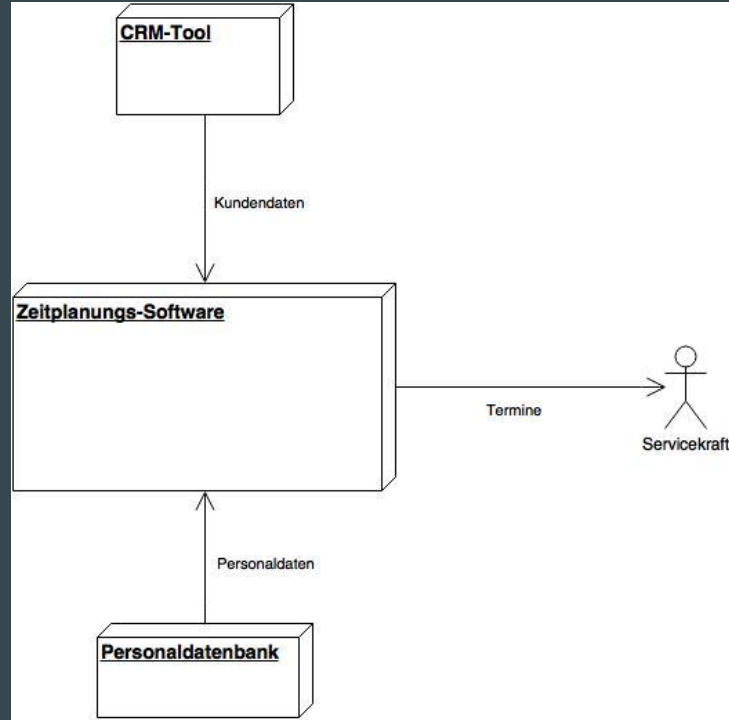 CRM-Tool
Kundendaten
Zeitplanungs-Software
Termine
Servicekraft
Personaldaten
Personaldatenbank